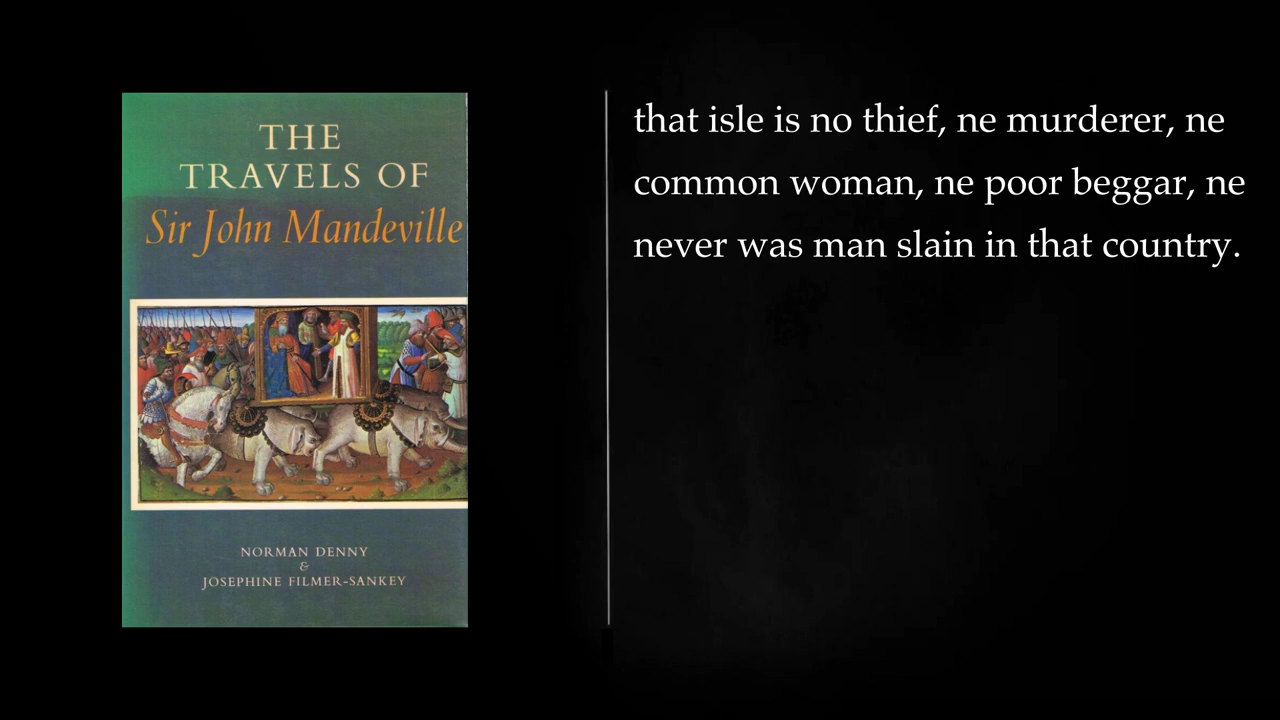 THE
TRAVELS OF
Sir John Mandeville
NORMAN DENNY
&
JOSEPHINE FILMER-SANKEY
that isle is no thief, ne murderer, ne
common woman, ne poor beggar, ne
never was man slain in that country.